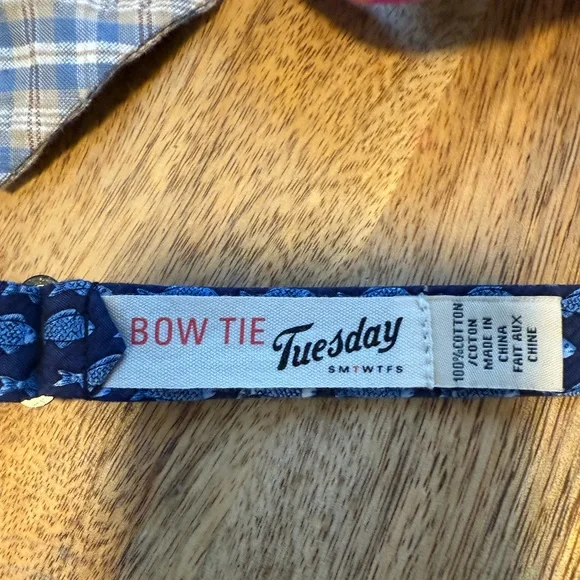 BOW TIE Tuesday
SMTWTFS
100%COTTON
/COTON
MADE IN
CHINA
FAIT AUX
CHINE